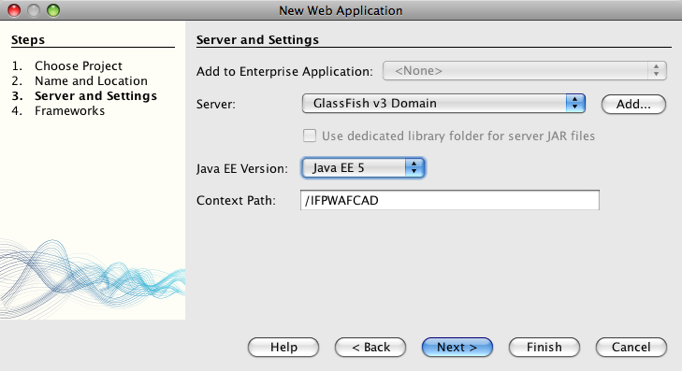 New Web Application
Steps
1. Choose Project
2. Name and Location
3. Server and Settings
4. Frameworks
Server and Settings
Add to Enterprise Application: <None>
Server: GlassFish v3 Domain Add...
Use dedicated library folder for server JAR files
Java EE Version: Java EE 5
Context Path: /IFPWAFCAD
Help < Back Next > Finish Cancel